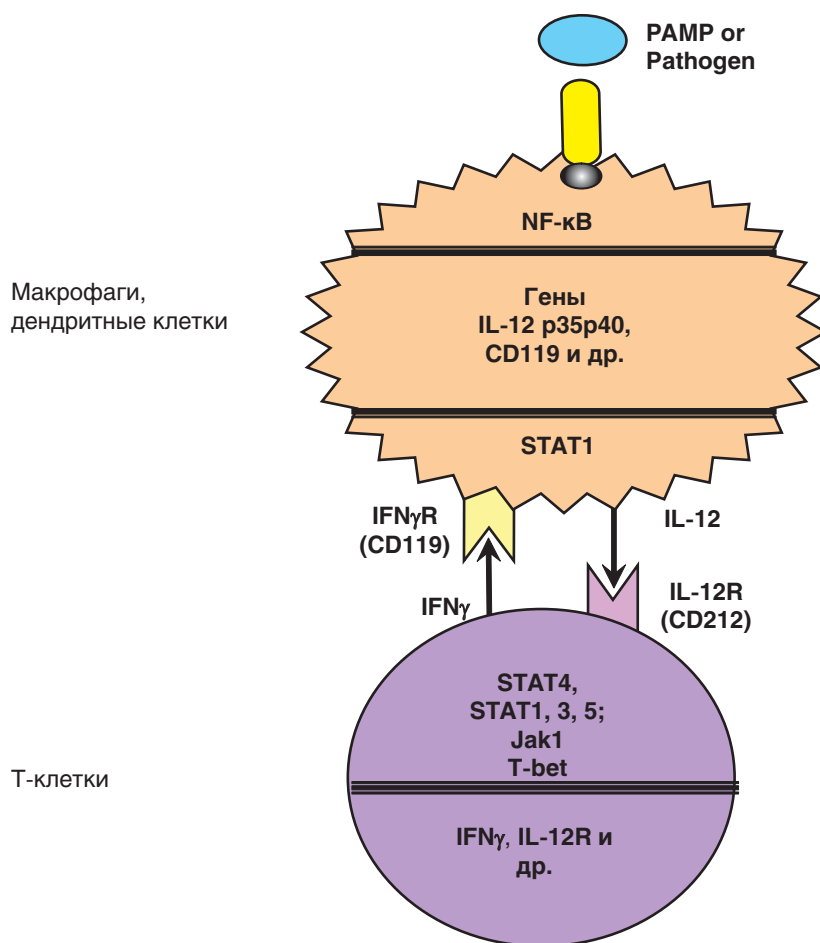 PAMP or
Pathogen
NF-κB
Макрофаги,
дендритные клетки
Гены
IL-12 p35p40,
CD119 и др.
STAT1
IFNγR
(CD119)
IL-12
IFNγ
IL-12R
(CD212)
STAT4,
STAT1, 3, 5;
Jak1
T-bet
Т-клетки
IFNγ, IL-12R и
др.